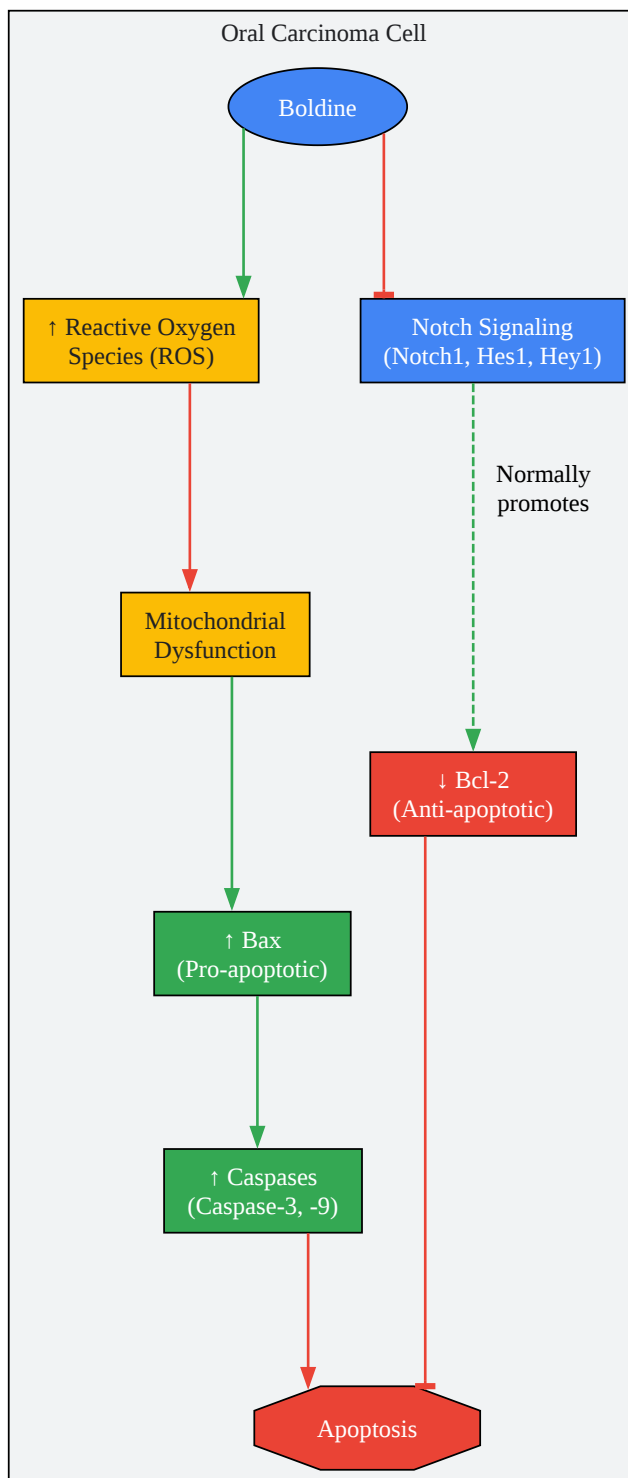 Oral Carcinoma Cell
Boldine
↑ Reactive Oxygen
Species (ROS)
Notch Signaling
(Notch1, Hes1, Hey1)
Normally
promotes
Mitochondrial
Dysfunction
↓ Bcl-2
(Anti-apoptotic)
↑ Bax
(Pro-apoptotic)
↑ Caspases
(Caspase-3, -9)
Apoptosis